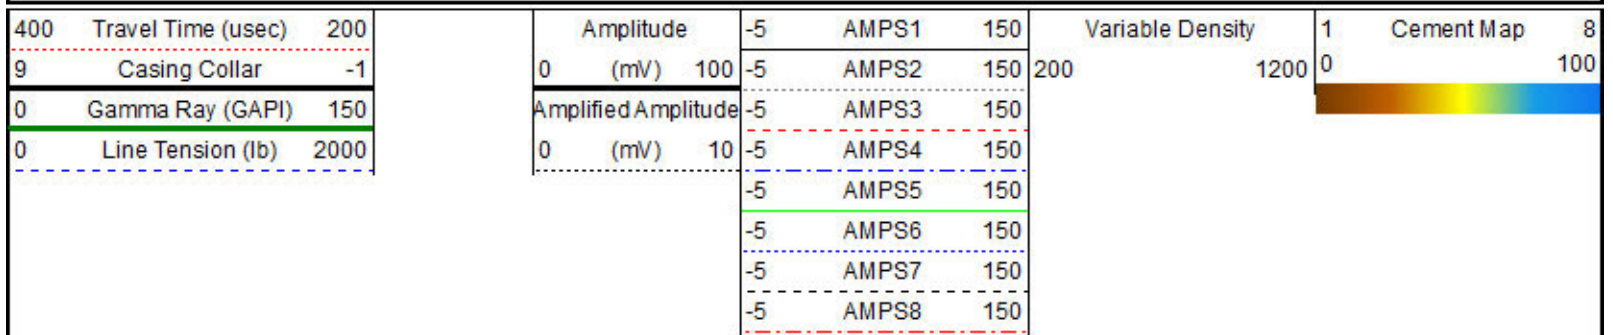 400 Travel Time (usec) 200 Amplitude -5 AMPS1 150 Variable Density 1 Cement Map 8
9 Casing Collar -1 0 (mV) 100 -5 AMPS2 150 200 1200 0 100
0 Gamma Ray (GAPI) 150 Amplified Amplitude -5 AMPS3 150
0 Line Tension (lb) 2000 0 (mV) 10 -5 AMPS4 150
-5 AMPS5 150
-5 AMPS6 150
-5 AMPS7 150
-5 AMPS8 150